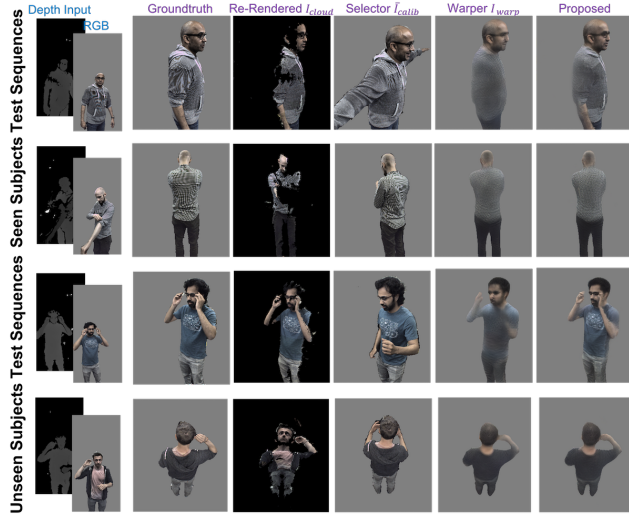 Depth Input
RGB
Groundtruth
Re-Rendered I_cloud
Selector Ī_calib
Warper I_warp
Proposed
Seen Subjects Test Sequences
Unseen Subjects Test Sequences